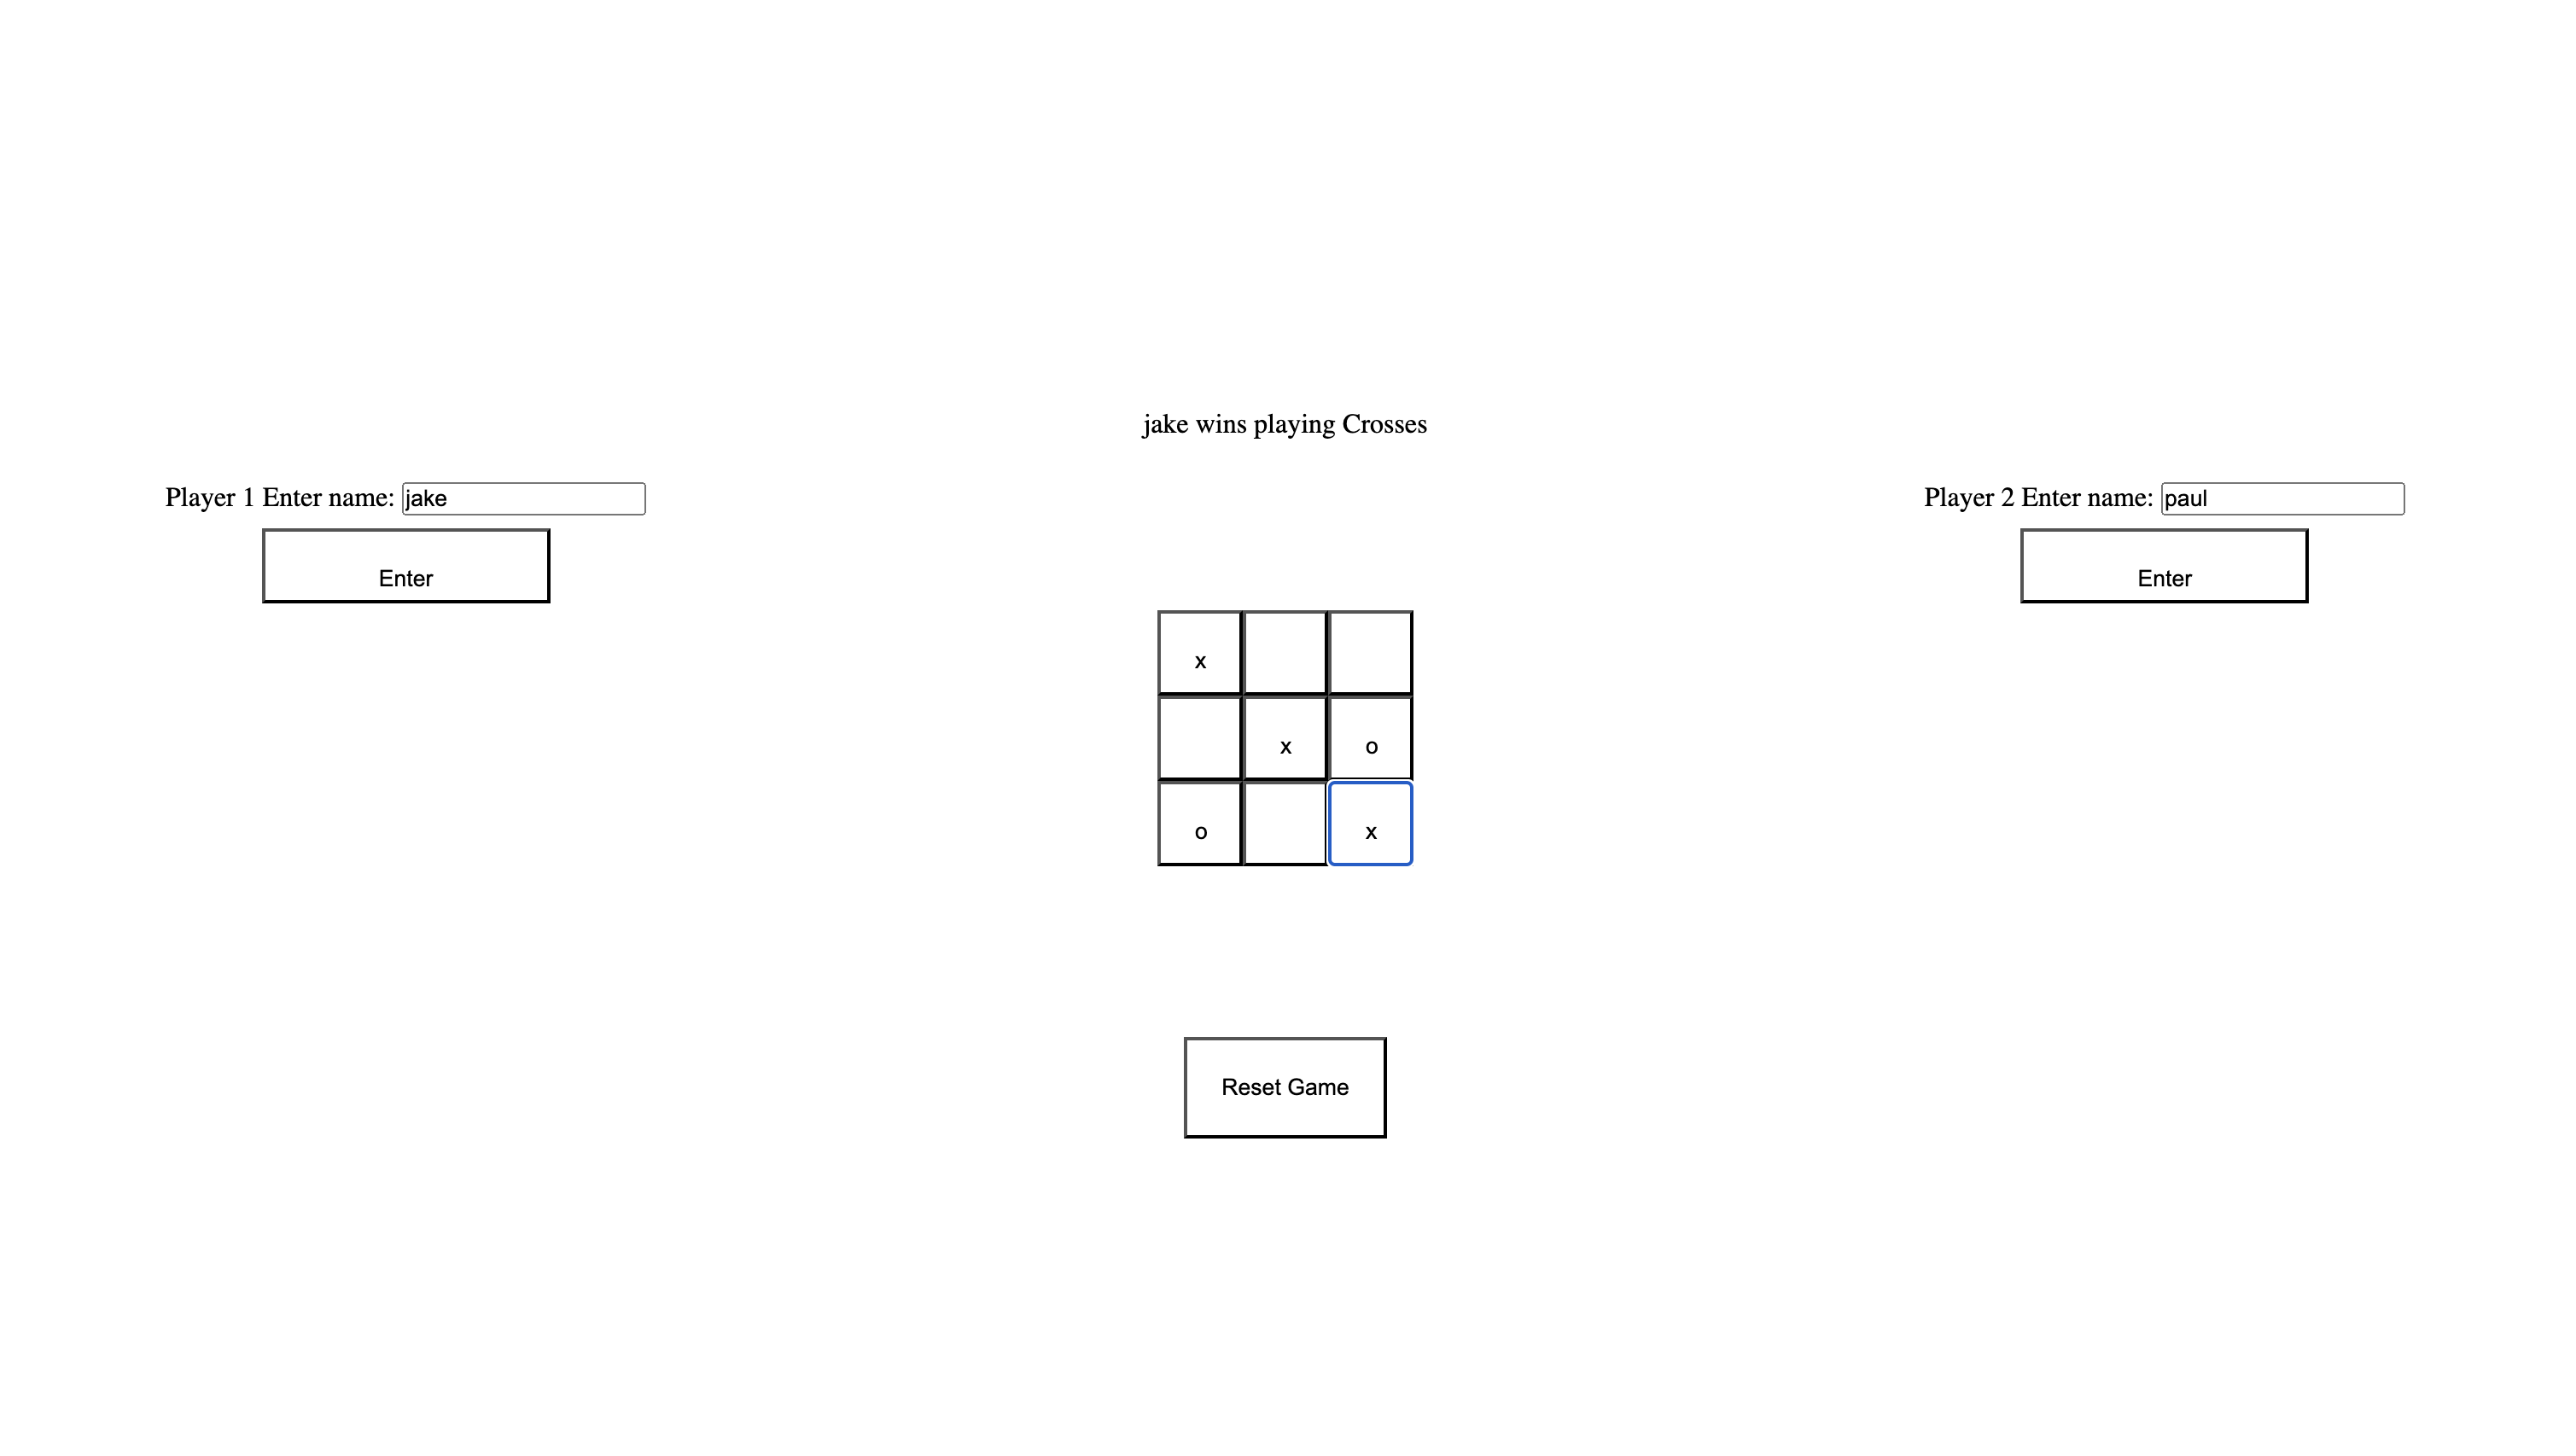 jake wins playing Crosses
Player 1 Enter name: jake
Enter
Player 2 Enter name: paul
Enter
x
x o
o x
Reset Game